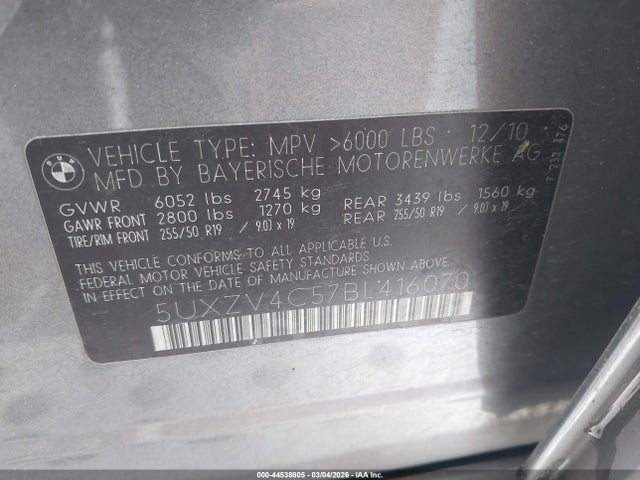 BMW
VEHICLE TYPE: MPV >6000 LBS 12/10
MFD BY BAYERISCHE MOTORENWERKE AG
GVWR 6052 lbs 2745 kg
GAWR FRONT 2800 lbs 1270 kg REAR 3439 lbs 1560 kg
TIRE/RIM FRONT 255/50 R19 / 9.0J x 19 REAR 255/50 R19 / 9.0J x 19
THIS VEHICLE CONFORMS TO ALL APPLICABLE U.S.
FEDERAL MOTOR VEHICLE SAFETY STANDARDS
IN EFFECT ON THE DATE OF MANUFACTURE SHOWN ABOVE.
5UXZV4C57BL416070
000-44538805 - 03/04/2026 - IAA Inc.